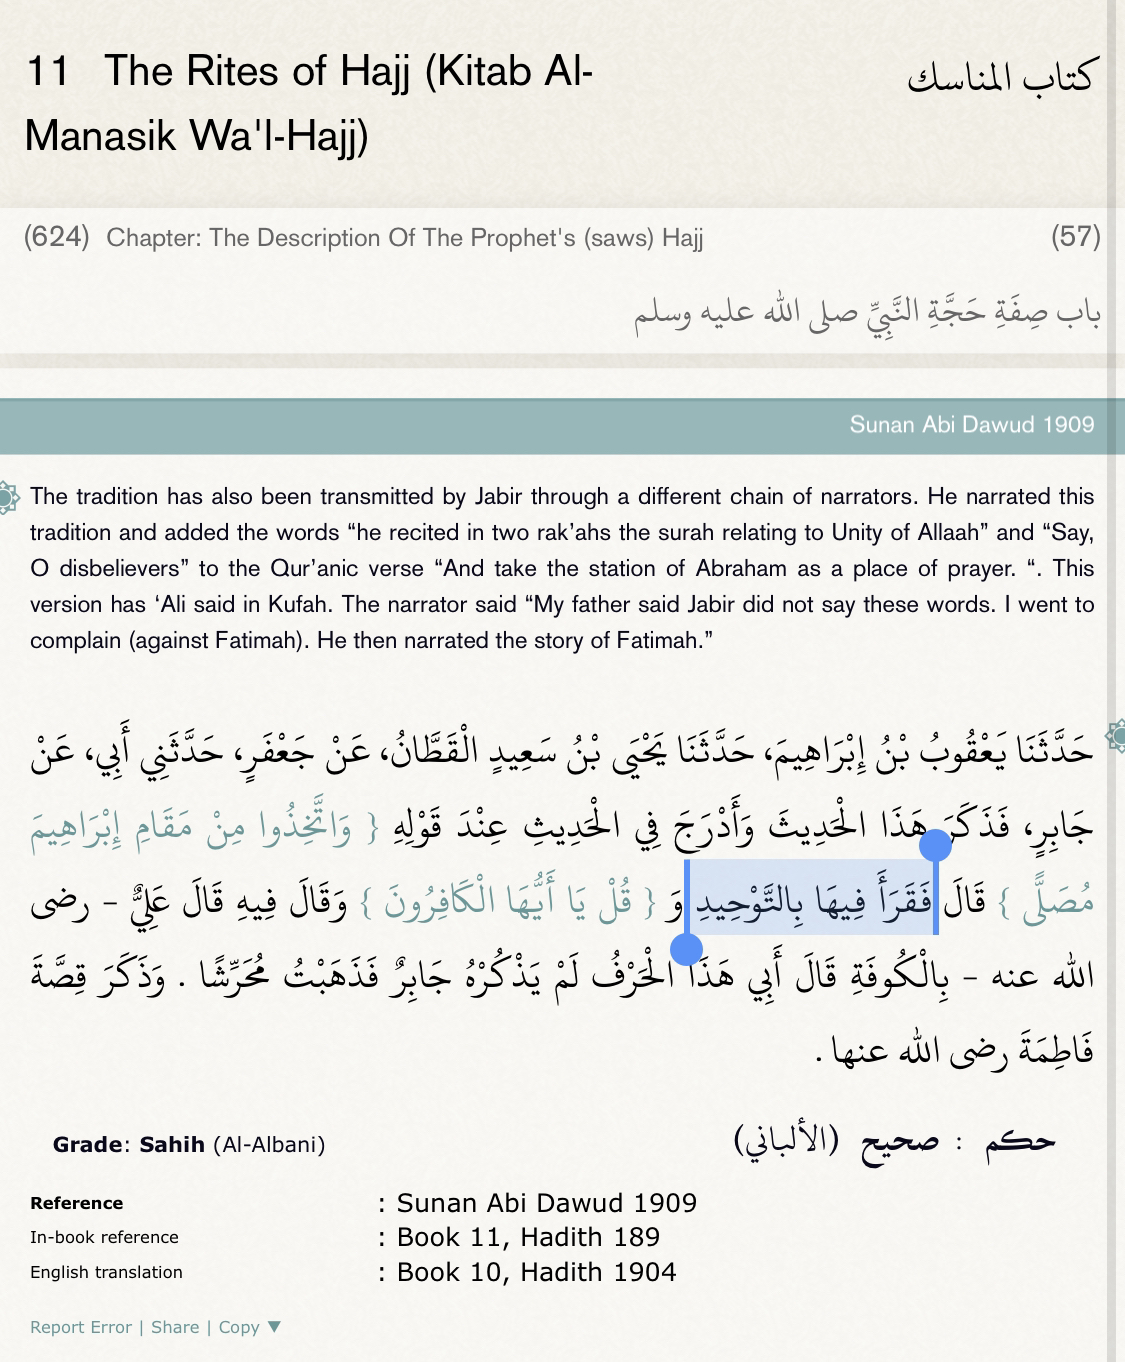 11 The Rites of Hajj (Kitab Al-
Manasik Wa'l-Hajj)
كتاب المناسك
(624) Chapter: The Description Of The Prophet's (saws) Hajj
(57)
باب صِفَةِ حَجَّةِ النَّبِيِّ صلى الله عليه وسلم
Sunan Abi Dawud 1909
The tradition has also been transmitted by Jabir through a different chain of narrators. He narrated this
tradition and added the words “he recited in two rak’ahs the surah relating to Unity of Allaah” and “Say,
O disbelievers” to the Qur’anic verse “And take the station of Abraham as a place of prayer. “. This
version has ‘Ali said in Kufah. The narrator said “My father said Jabir did not say these words. I went to
complain (against Fatimah). He then narrated the story of Fatimah.”
حَدَّثَنَا يَعْقُوبُ بْنُ إِبْرَاهِيمَ، حَدَّثَنَا يَحْيَى بْنُ سَعِيدٍ الْقَطَّانُ، عَنْ جَعْفَرٍ، حَدَّثَنِي أَبِي، عَنْ
جَابِرٍ، فَذَكَرَ هَذَا الْحَدِيثَ وَأَدْرَجَ فِي الْحَدِيثِ عِنْدَ قَوْلِهِ { وَاتَّخِذُوا مِنْ مَقَامِ إِبْرَاهِيمَ
مُصَلًّى } قَالَ فَقَرَأَ فِيهَا بِالتَّوْحِيدِ وَ { قُلْ يَا أَيُّهَا الْكَافِرُونَ } وَقَالَ فِيهِ قَالَ عَلِيٌّ - رضى
الله عنه - بِالْكُوفَةِ قَالَ أَبِي هَذَا الْحَرْفُ لَمْ يَذْكُرْهُ جَابِرٌ فَذَهَبْتُ مُحَرِّشًا . وَذَكَرَ قِصَّةَ
فَاطِمَةَ رضى الله عنها .
Grade: Sahih (Al-Albani)
حكم : صحيح (الألباني)
Reference : Sunan Abi Dawud 1909
In-book reference : Book 11, Hadith 189
English translation : Book 10, Hadith 1904
Report Error | Share | Copy ▼